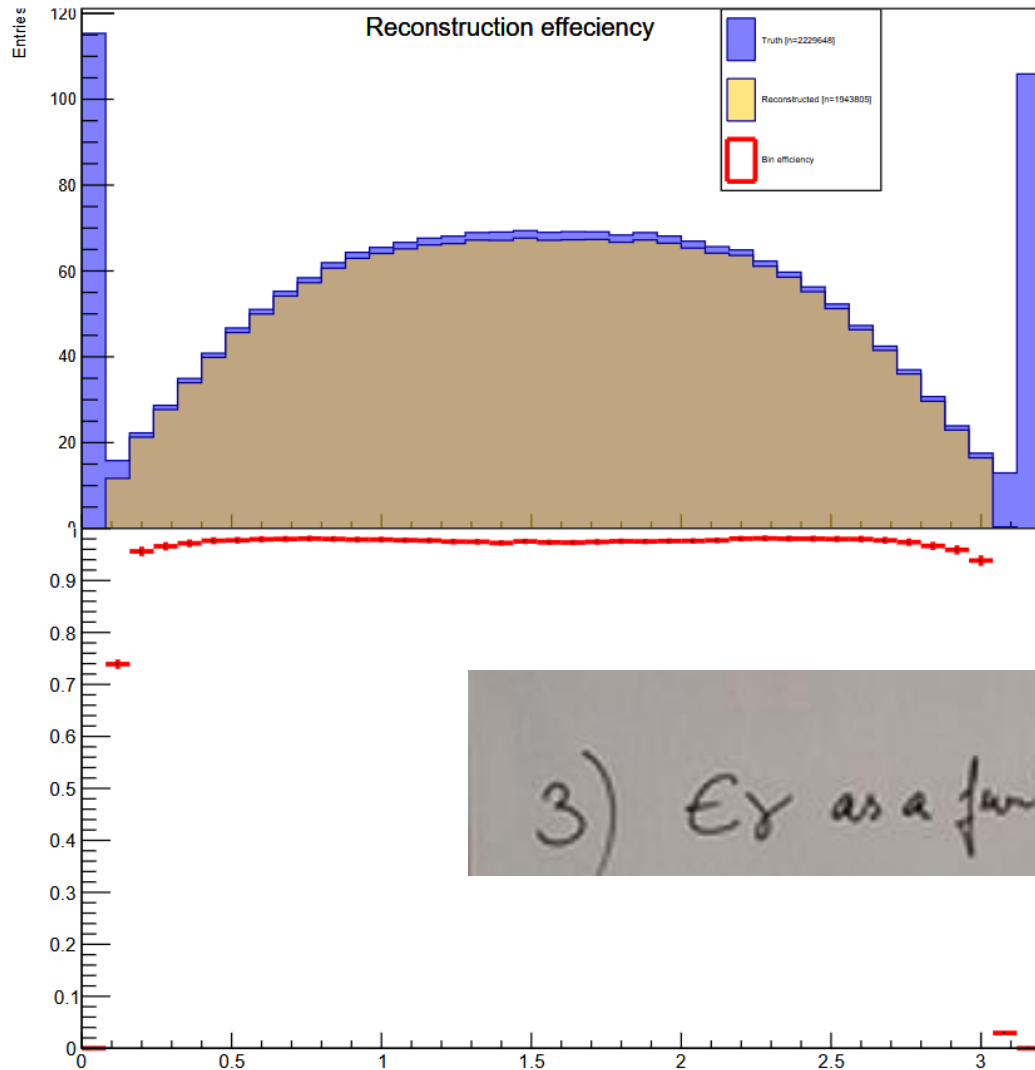 Entries
Reconstruction effeciency
Truth [n=2229648]
Reconstructed [n=1943805]
Bin efficiency
120
100
80
60
40
20
0
1
0.9
0.8
0.7
0.6
0.5
0.4
0.3
0.2
0.1
0
3) Eγ as a
0 0.5 1 1.5 2 2.5 3